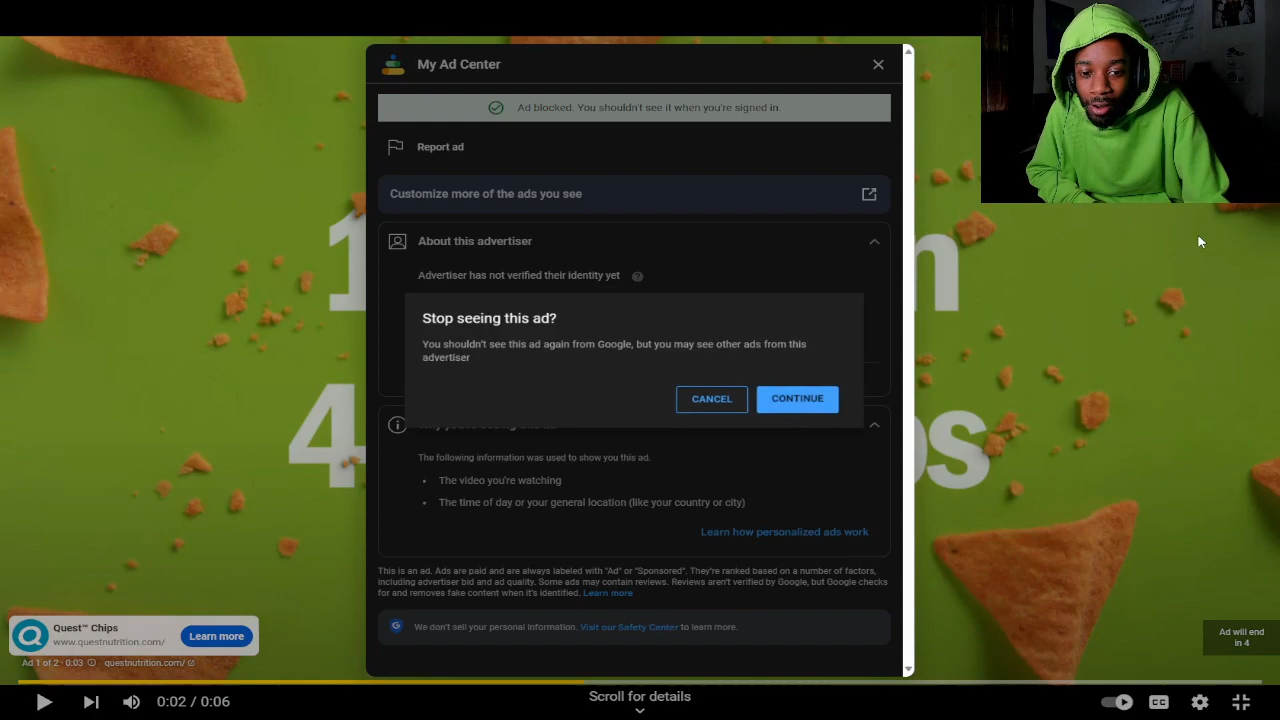 My Ad Center
Ad blocked. You shouldn't see it when you're signed in.
Report ad
Customize more of the ads you see
About this advertiser
Advertiser has not verified their identity yet
1
n
Stop seeing this ad?
You shouldn't see this ad again from Google, but you may see other ads from this
advertiser
CANCEL
CONTINUE
4
s
The following information was used to show you this ad.
• The video you're watching
• The time of day or your general location (like your country or city)
Learn how personalized ads work
This is an ad. Ads are paid and are always labeled with "Ad" or "Sponsored". They're ranked based on a number of factors,
including advertiser bid and ad quality. Some ads may contain reviews. Reviews aren't verified by Google, but Google checks
for and removes fake content when it's identified. Learn more
We don't sell your personal information. Visit our Safety Center to learn more.
Quest™ Chips
www.questnutrition.com/
Learn more
Ad 1 of 2 · 0:03
questnutrition.com/
Ad will end
in 4
0:02 / 0:06
Scroll for details
CC